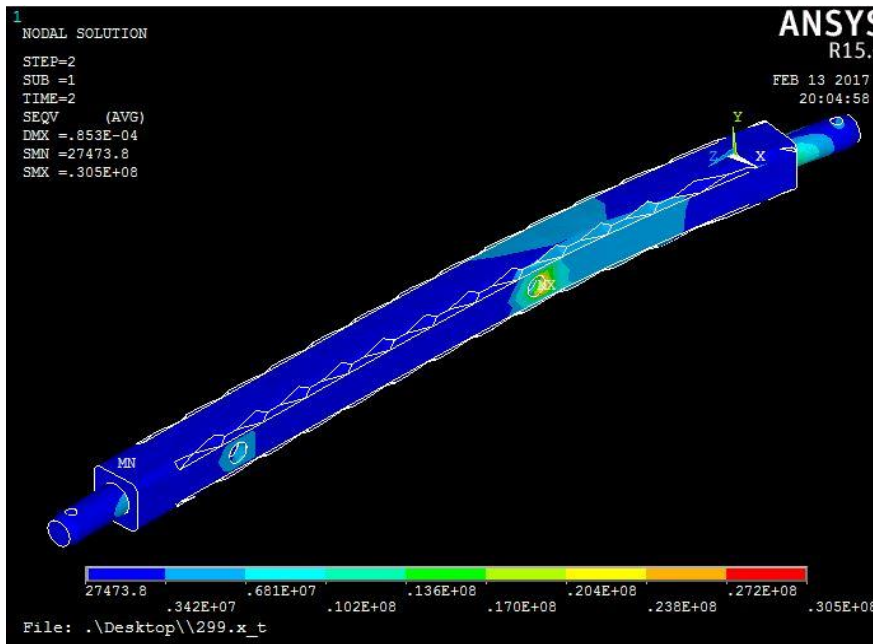 1
NODAL SOLUTION
STEP=2
SUB =1
TIME=2
SEQV (AVG)
DMX =.853E-04
SMN =27473.8
SMX =.305E+08
ANSYS
R15.
FEB 13 2017
20:04:58
Y
Z X
MX
MN
27473.8 .681E+07 .136E+08 .204E+08 .272E+08
.342E+07 .102E+08 .170E+08 .238E+08 .305E+08
File: .\Desktop\\299.x_t